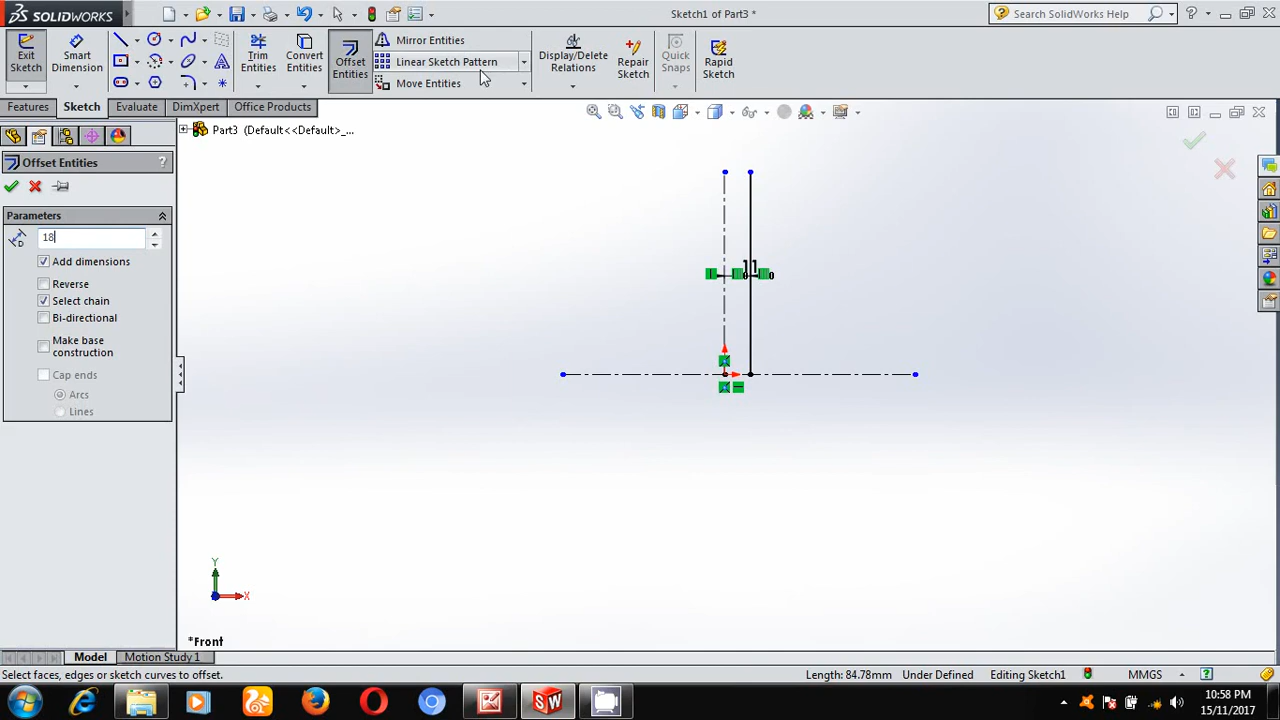 SOLIDWORKS
Sketch1 of Part3 *
Search SolidWorks Help
Exit
Sketch
Smart
Dimension
Trim
Entities
Convert
Entities
Offset
Entities
Mirror Entities
Linear Sketch Pattern
Move Entities
Display/Delete
Relations
Repair
Sketch
Quick
Snaps
Rapid
Sketch
Features
Sketch
Evaluate
DimXpert
Office Products
Part3 (Default<<Default>_...
Offset Entities
?
Parameters
18
Add dimensions
Reverse
Select chain
Bi-directional
Make base
construction
Cap ends
Arcs
Lines
11
0
0
Y
X
*Front
Model
Motion Study 1
Select faces, edges or sketch curves to offset.
Length: 84.78mm
Under Defined
Editing Sketch1
MMGS
?
SW
10:58 PM
15/11/2017